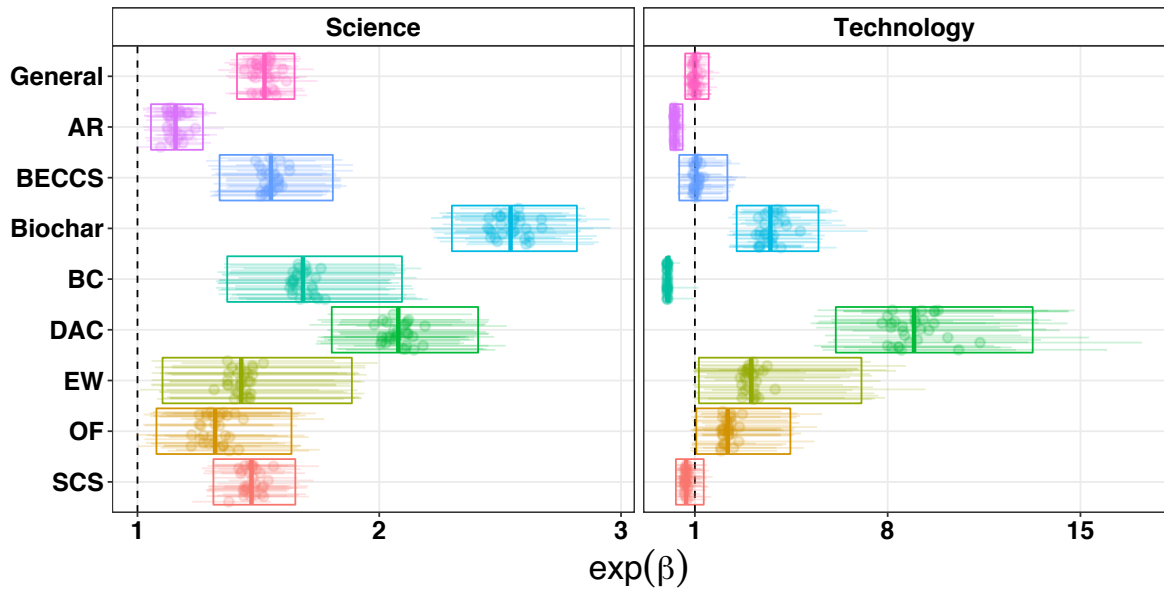 Science
Technology
General
AR
BECCS
Biochar
BC
DAC
EW
OF
SCS
1
2
3
1
8
15
exp(β)